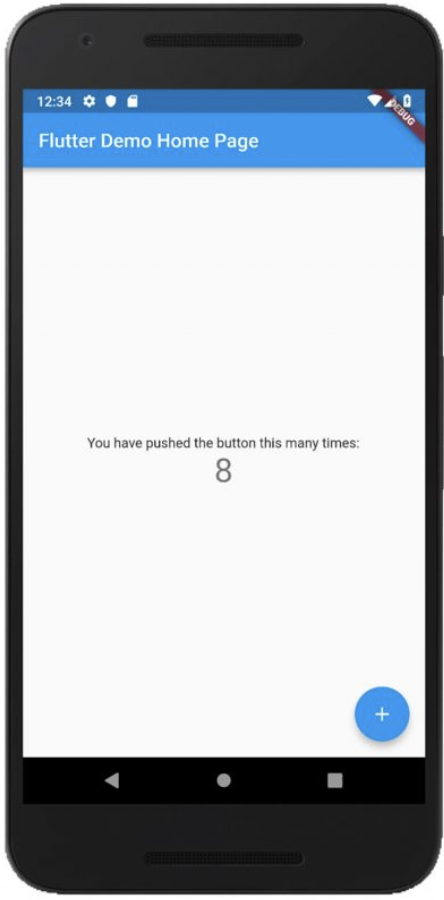 12:34
DEBUG
Flutter Demo Home Page
You have pushed the button this many times:
8
+